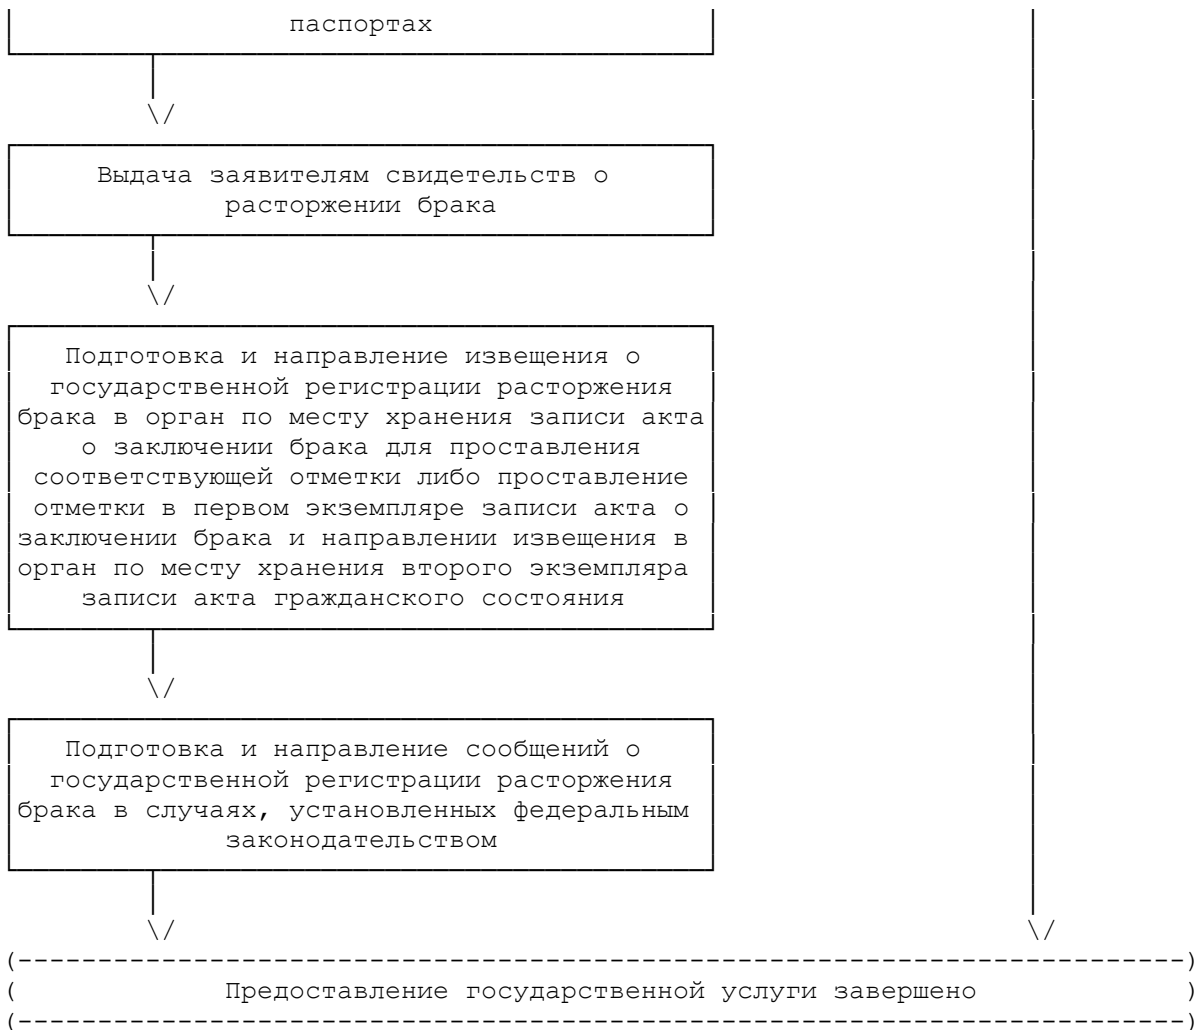 паспортах
Выдача заявителям свидетельств о
расторжении брака
Подготовка и направление извещения о
государственной регистрации расторжения
брака в орган по месту хранения записи акта
о заключении брака для проставления
соответствующей отметки либо проставление
отметки в первом экземпляре записи акта о
заключении брака и направлении извещения в
орган по месту хранения второго экземпляра
записи акта гражданского состояния
Подготовка и направление сообщений о
государственной регистрации расторжения
брака в случаях, установленных федеральным
законодательством
Предоставление государственной услуги завершено